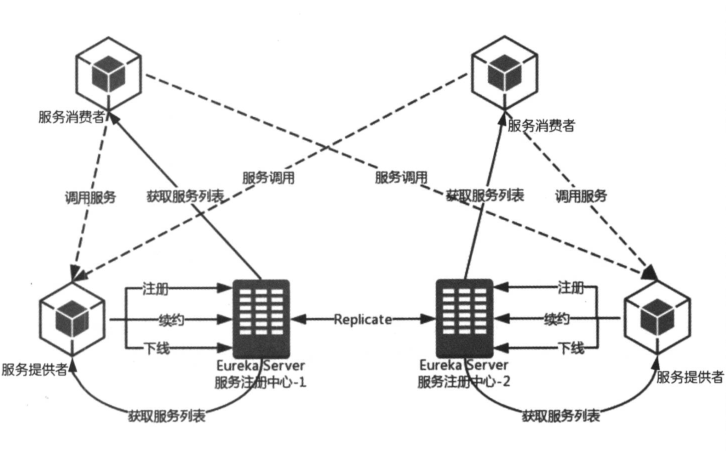 服务消费者
服务消费者
服务调用
服务调用
调用服务
获取服务列表
获取服务列表
调用服务
注册
注册
续约
Replicate
续约
下线
下线
Eureka Server
服务注册中心-1
Eureka Server
服务注册中心-2
服务提供者
服务提供者
获取服务列表
获取服务列表